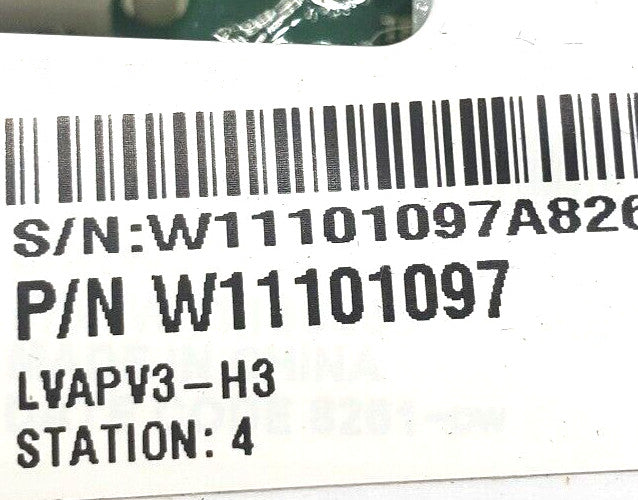 S/N:W11101097A826
P/N W11101097
LVAPV3-H3
STATION: 4